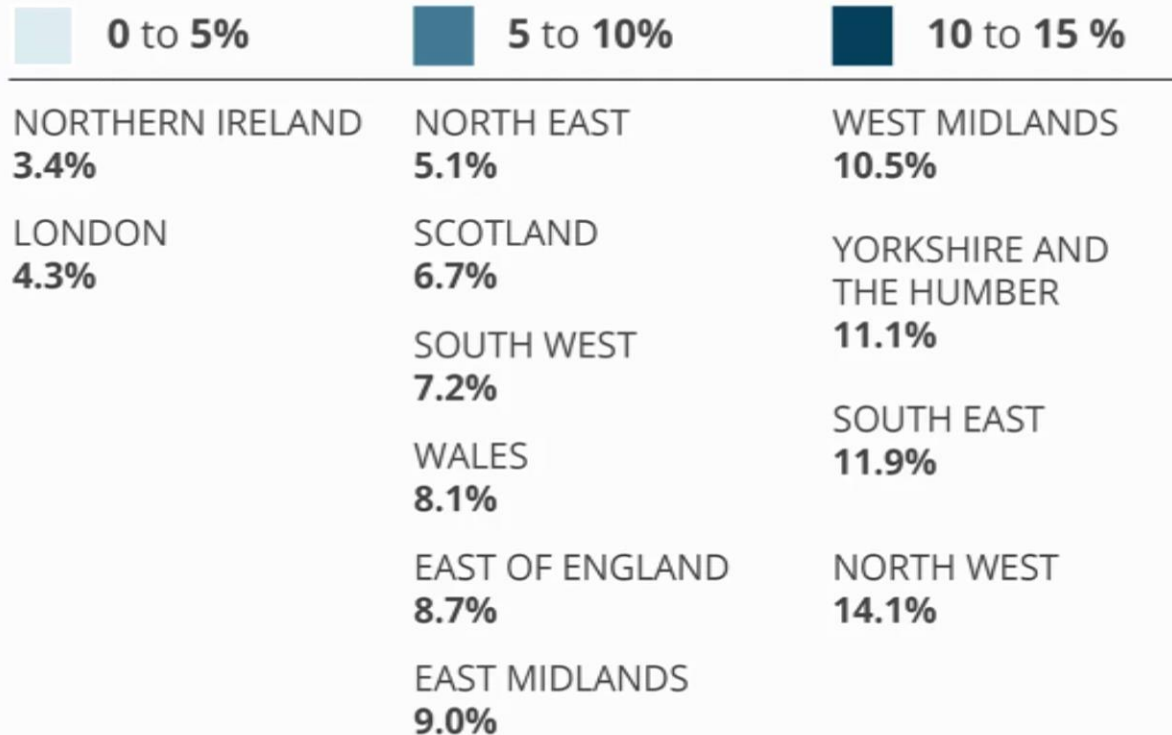 0 to 5%
5 to 10%
10 to 15 %
NORTHERN IRELAND
3.4%
LONDON
4.3%
NORTH EAST
5.1%
SCOTLAND
6.7%
SOUTH WEST
7.2%
WALES
8.1%
EAST OF ENGLAND
8.7%
EAST MIDLANDS
9.0%
WEST MIDLANDS
10.5%
YORKSHIRE AND
THE HUMBER
11.1%
SOUTH EAST
11.9%
NORTH WEST
14.1%